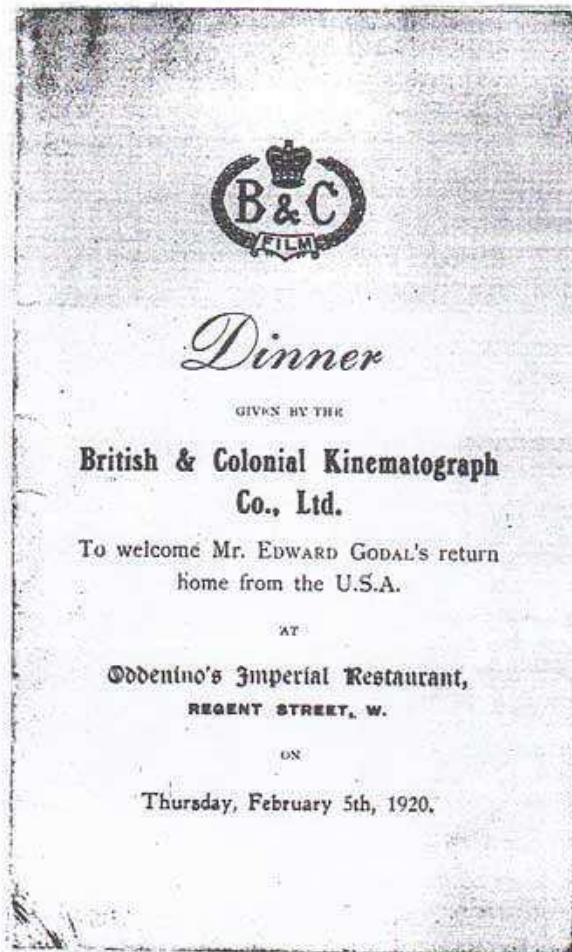 B & C
FILM
Dinner
GIVEN BY THE
British & Colonial Kinematograph
Co., Ltd.
To welcome Mr. EDWARD GODAL'S return
home from the U.S.A.
AT
Oddenino's Imperial Restaurant,
REGENT STREET, W.
ON
Thursday, February 5th, 1920.